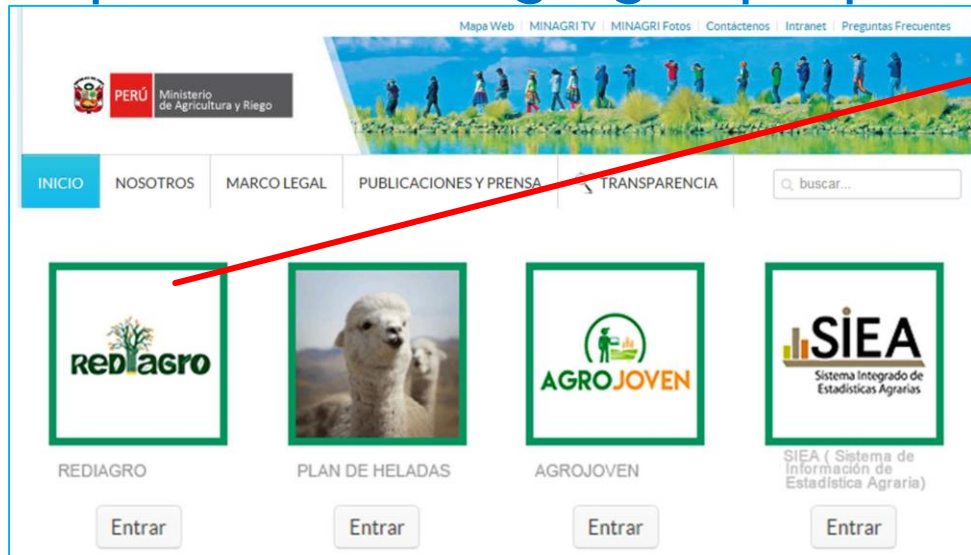 Mapa Web | MINAGRI TV | MINAGRI Fotos | Contáctenos | Intranet | Preguntas Frecuentes
PERÚ Ministerio de Agricultura y Riego
INICIO NOSOTROS MARCO LEGAL PUBLICACIONES Y PRENSA TRANSPARENCIA buscar...
REDIAGRO
AGROJOVEN
SIEA
Sistema Integrado de
Estadísticas Agrarias
REDIAGRO PLAN DE HELADAS AGROJOVEN SIEA ( Sistema de
Información de
Estadística Agraria)
Entrar Entrar Entrar Entrar